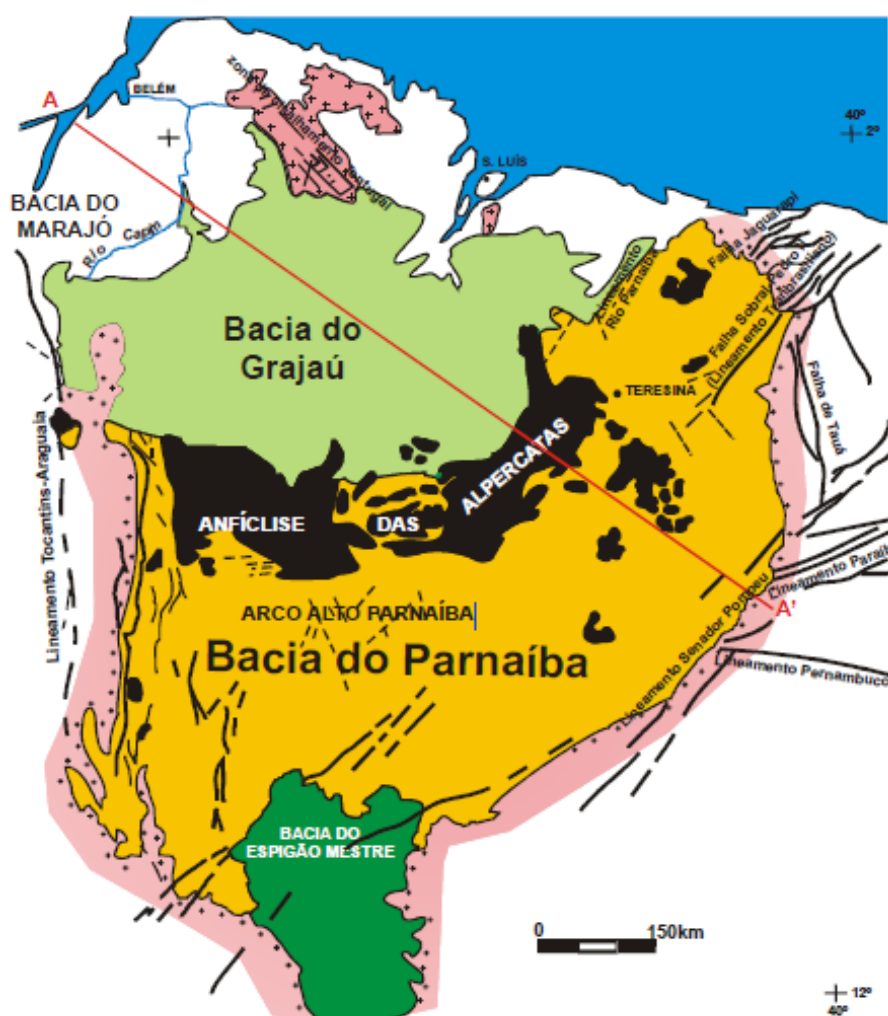 A
BELÉM
40º
2º
S. LUÍS
BACIA DO
MARAJÓ
Rio Capim
Falha Jaguarapi
Lineamento
Rio Parnaíba
Falha Sobral-Pedro
(Lineamento Tranbrasiliano)
Bacia do
Grajaú
TERESINA
Falha de Tauá
Lineamento Tocantins-Araguaia
ANFÍCLISE
DAS
ALPERCATAS
Lineamento Paraíba
A'
ARCO ALTO PARNAÍBA
Bacia do Parnaíba
Lineamento Senador Pompeu
Lineamento Pernambuco
BACIA DO
ESPIGÃO MESTRE
0 150km
12º
40º